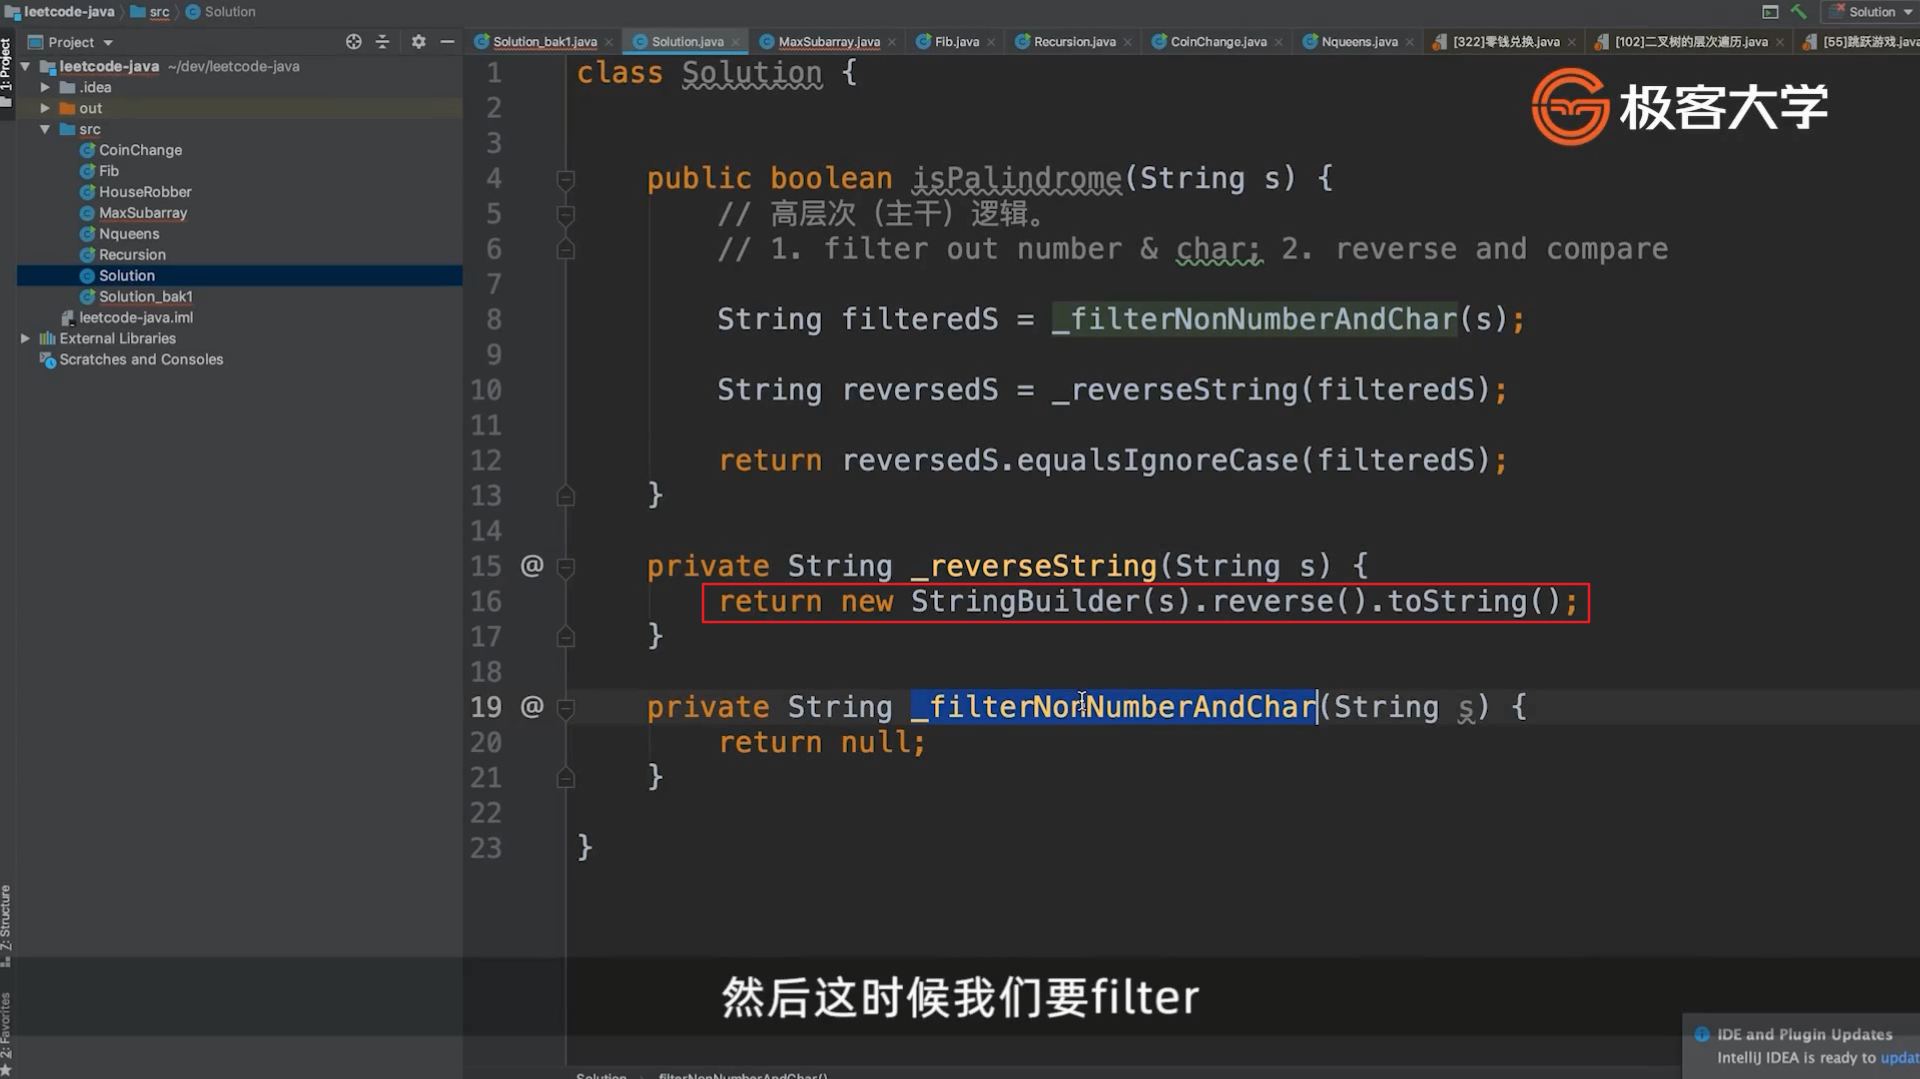 leetcode-java
src
Solution
Solution
Project
Solution_bak1.java
Solution.java
MaxSubarray.java
Fib.java
Recursion.java
CoinChange.java
Nqueens.java
[322]零钱兑换.java
[102]二叉树的层次遍历.java
[55]跳跃游戏.java
1: Project
leetcode-java ~/dev/leetcode-java
.idea
out
src
CoinChange
Fib
HouseRobber
MaxSubarray
Nqueens
Recursion
Solution
Solution_bak1
leetcode-java.iml
External Libraries
Scratches and Consoles
Z: Structure
2: Favorites
极客大学
1 class Solution {
2
3
4 public boolean isPalindrome(String s) {
5 // 高层次（主干）逻辑。
6 // 1. filter out number & char; 2. reverse and compare
7
8 String filteredS = _filterNonNumberAndChar(s);
9
10 String reversedS = _reverseString(filteredS);
11
12 return reversedS.equalsIgnoreCase(filteredS);
13 }
14
15 @ private String _reverseString(String s) {
16 return new StringBuilder(s).reverse().toString();
17 }
18
19 @ private String _filterNonNumberAndChar(String s) {
20 return null;
21 }
22
23 }
然后这时候我们要filter
IDE and Plugin Updates
IntelliJ IDEA is ready to updat